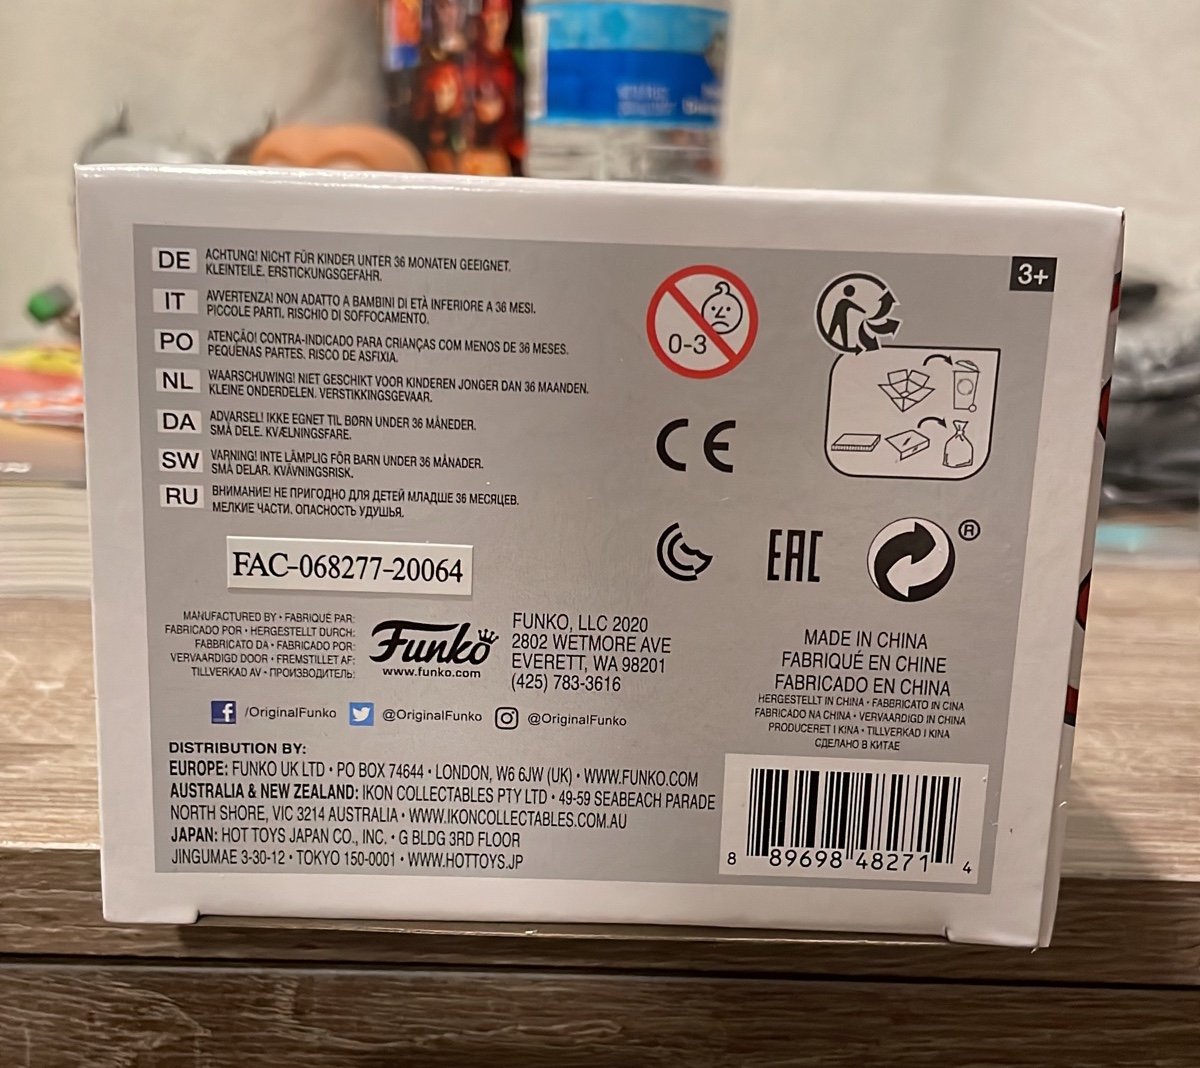 DE ACHTUNG! NICHT FÜR KINDER UNTER 36 MONATEN GEEIGNET.
KLEINTEILE. ERSTICKUNGSGEFAHR.
IT AVVERTENZA! NON ADATTO A BAMBINI DI ETÀ INFERIORE A 36 MESI.
PICCOLE PARTI. RISCHIO DI SOFFOCAMENTO.
PO ATENÇÃO! CONTRA-INDICADO PARA CRIANÇAS COM MENOS DE 36 MESES.
PEQUENAS PARTES. RISCO DE ASFIXIA.
NL WAARSCHUWING! NIET GESCHIKT VOOR KINDEREN JONGER DAN 36 MAANDEN.
KLEINE ONDERDELEN. VERSTIKKINGSGEVAAR.
DA ADVARSEL! IKKE EGNET TIL BØRN UNDER 36 MÅNEDER.
SMÅ DELE. KVÆLNINGSFARE.
SW VARNING! INTE LÄMPLIG FÖR BARN UNDER 36 MÅNADER.
SMÅ DELAR. KVÄVNINGSRISK.
RU ВНИМАНИЕ! НЕ ПРИГОДНО ДЛЯ ДЕТЕЙ МЛАДШЕ 36 МЕСЯЦЕВ.
МЕЛКИЕ ЧАСТИ. ОПАСНОСТЬ УДУШЬЯ.
3+
0-3
CE
EAC
®
FAC-068277-20064
MANUFACTURED BY • FABRIQUÉ PAR:
FABRICADO POR • HERGESTELLT DURCH:
FABBRICATO DA • FABRICADO POR:
VERVAARDIGD DOOR • FREMSTILLET AF:
TILLVERKAD AV • ПРОИЗВОДИТЕЛЬ:
Funko
www.funko.com
FUNKO, LLC 2020
2802 WETMORE AVE
EVERETT, WA 98201
(425) 783-3616
/OriginalFunko @OriginalFunko @OriginalFunko
MADE IN CHINA
FABRIQUÉ EN CHINE
FABRICADO EN CHINA
HERGESTELLT IN CHINA • FABBRICATO IN CINA
FABRICADO NA CHINA • VERVAARDIGD IN CHINA
PRODUCERET I KINA • TILLVERKAD I KINA
СДЕЛАНО В КИТАЕ
DISTRIBUTION BY:
EUROPE: FUNKO UK LTD • PO BOX 74644 • LONDON, W6 6JW (UK) • WWW.FUNKO.COM
AUSTRALIA & NEW ZEALAND: IKON COLLECTABLES PTY LTD • 49-59 SEABEACH PARADE
NORTH SHORE, VIC 3214 AUSTRALIA • WWW.IKONCOLLECTABLES.COM.AU
JAPAN: HOT TOYS JAPAN CO., INC. • G BLDG 3RD FLOOR
JINGUMAE 3-30-12 • TOKYO 150-0001 • WWW.HOTTOYS.JP
8 89698 48271 4